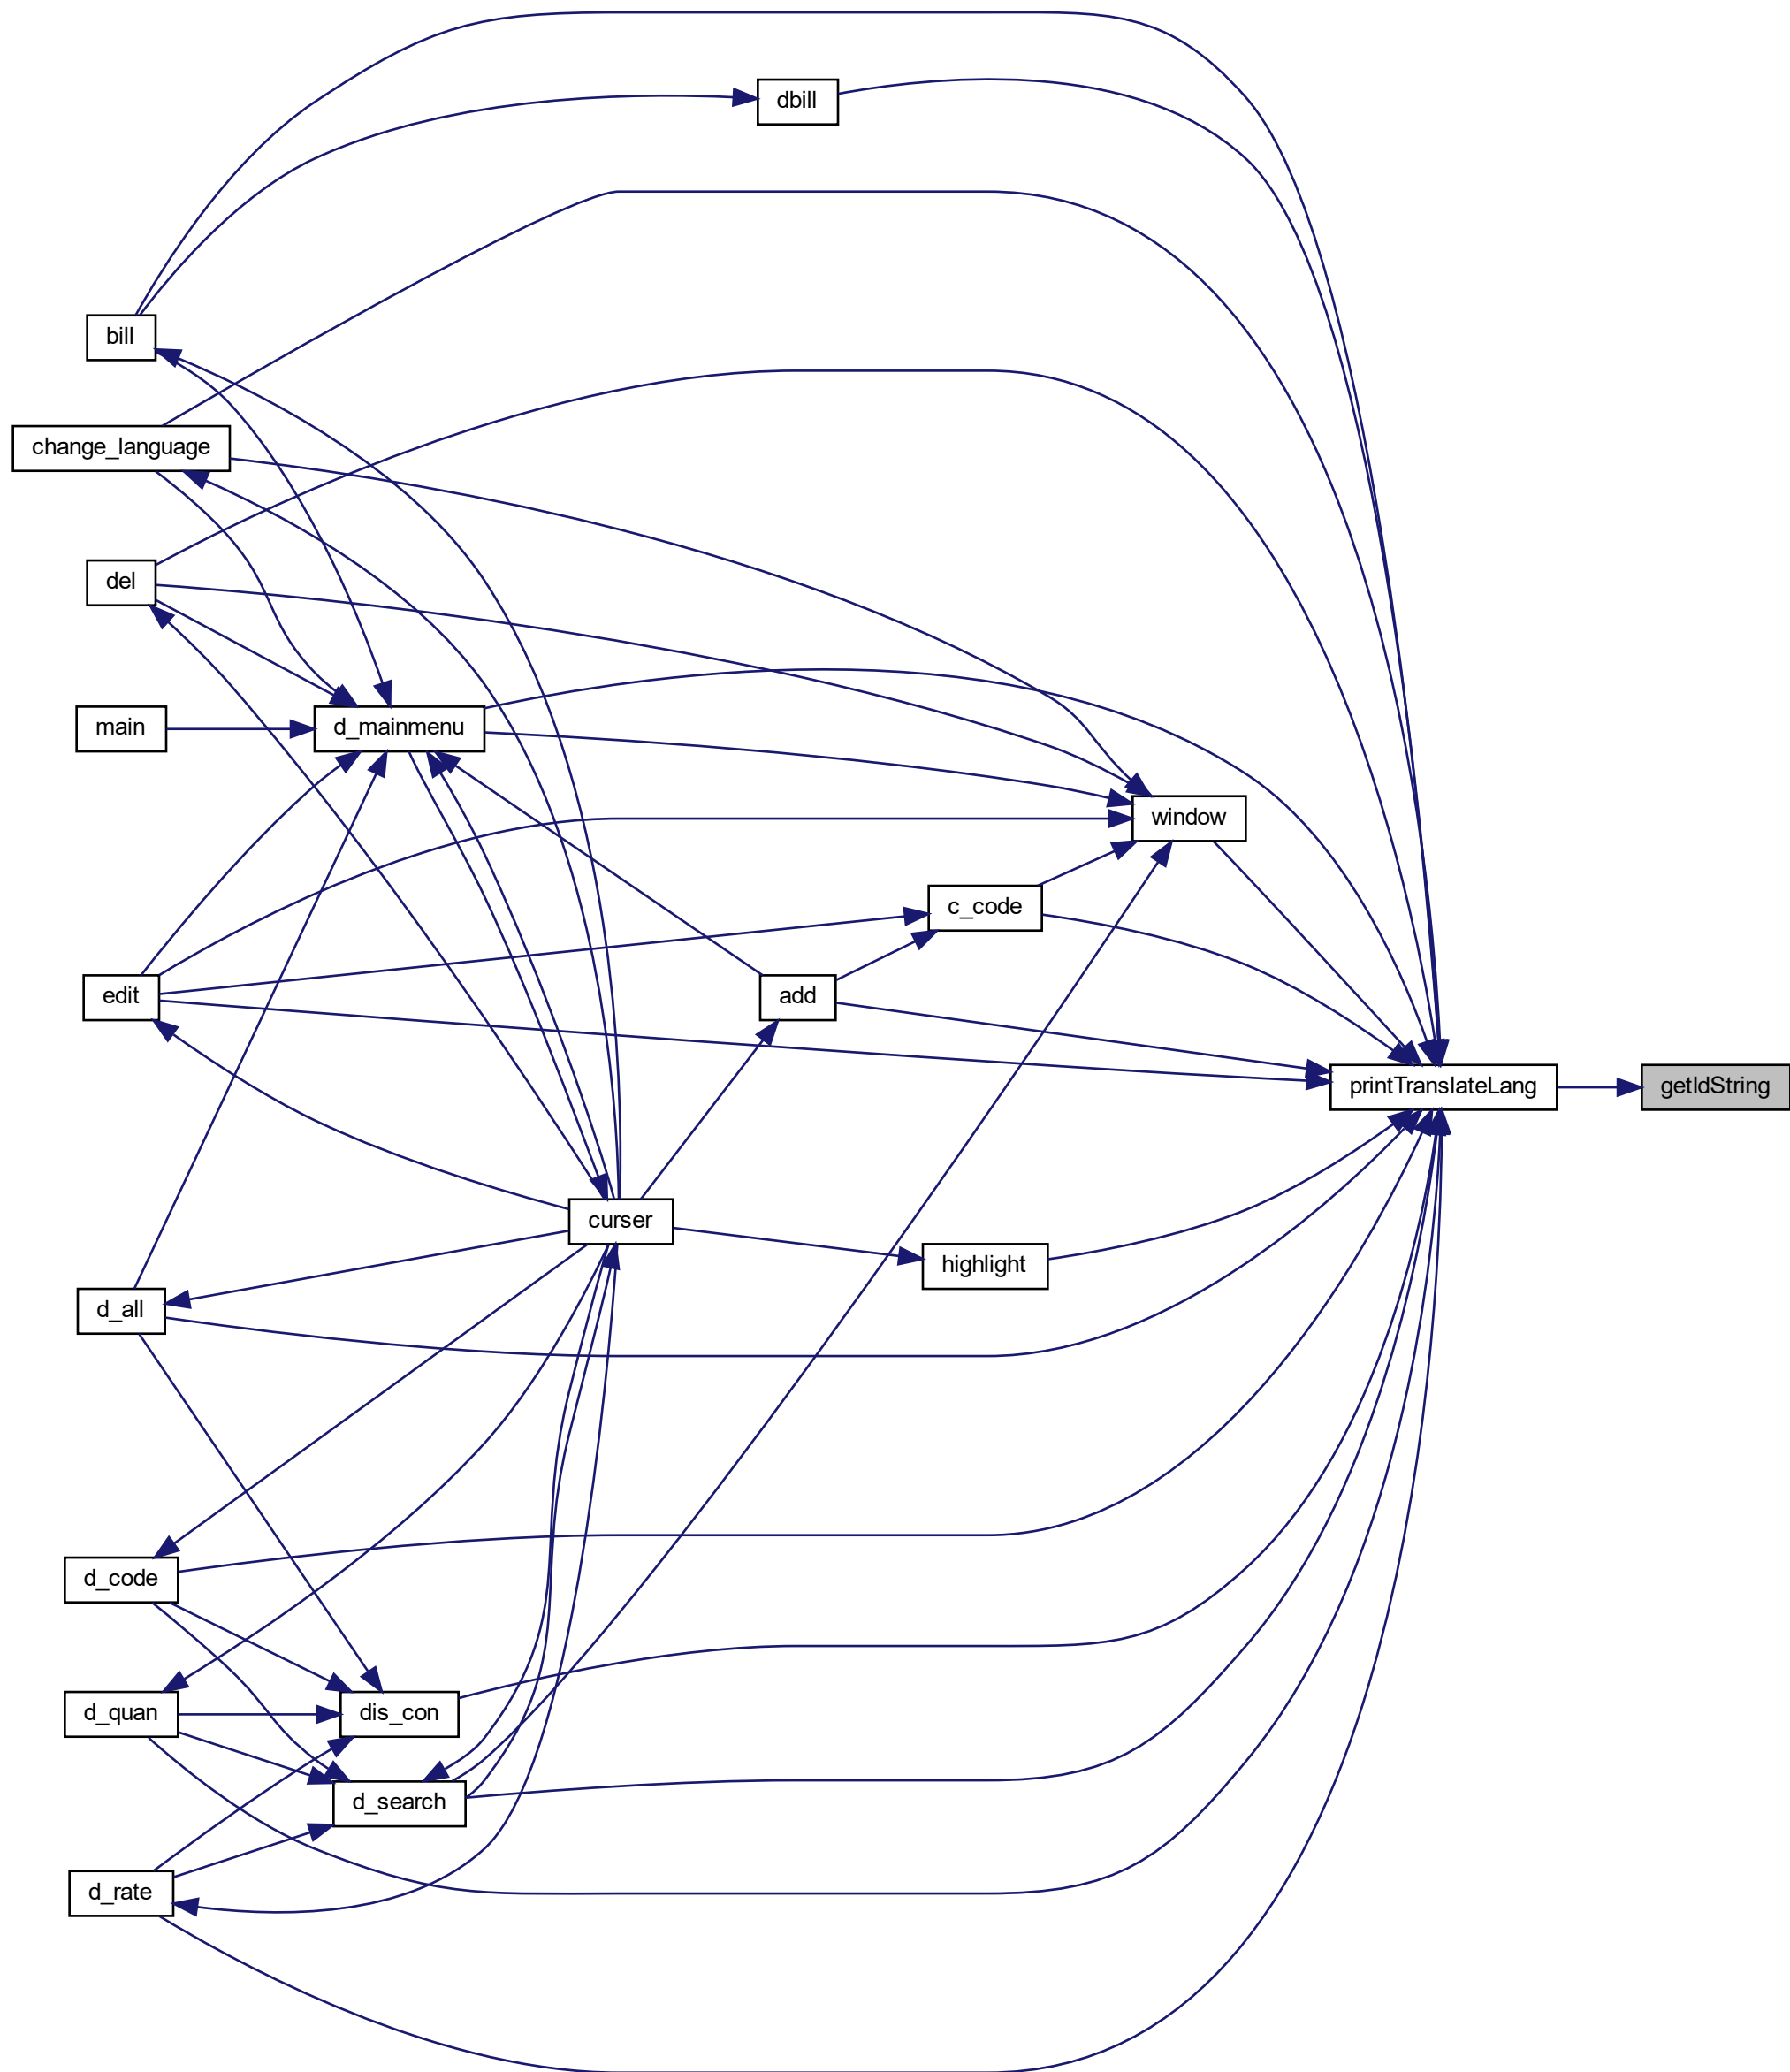 dbill
bill
change_language
del
main
d_mainmenu
window
c_code
edit
add
printTranslateLang
getIdString
curser
highlight
d_all
d_code
d_quan
dis_con
d_search
d_rate